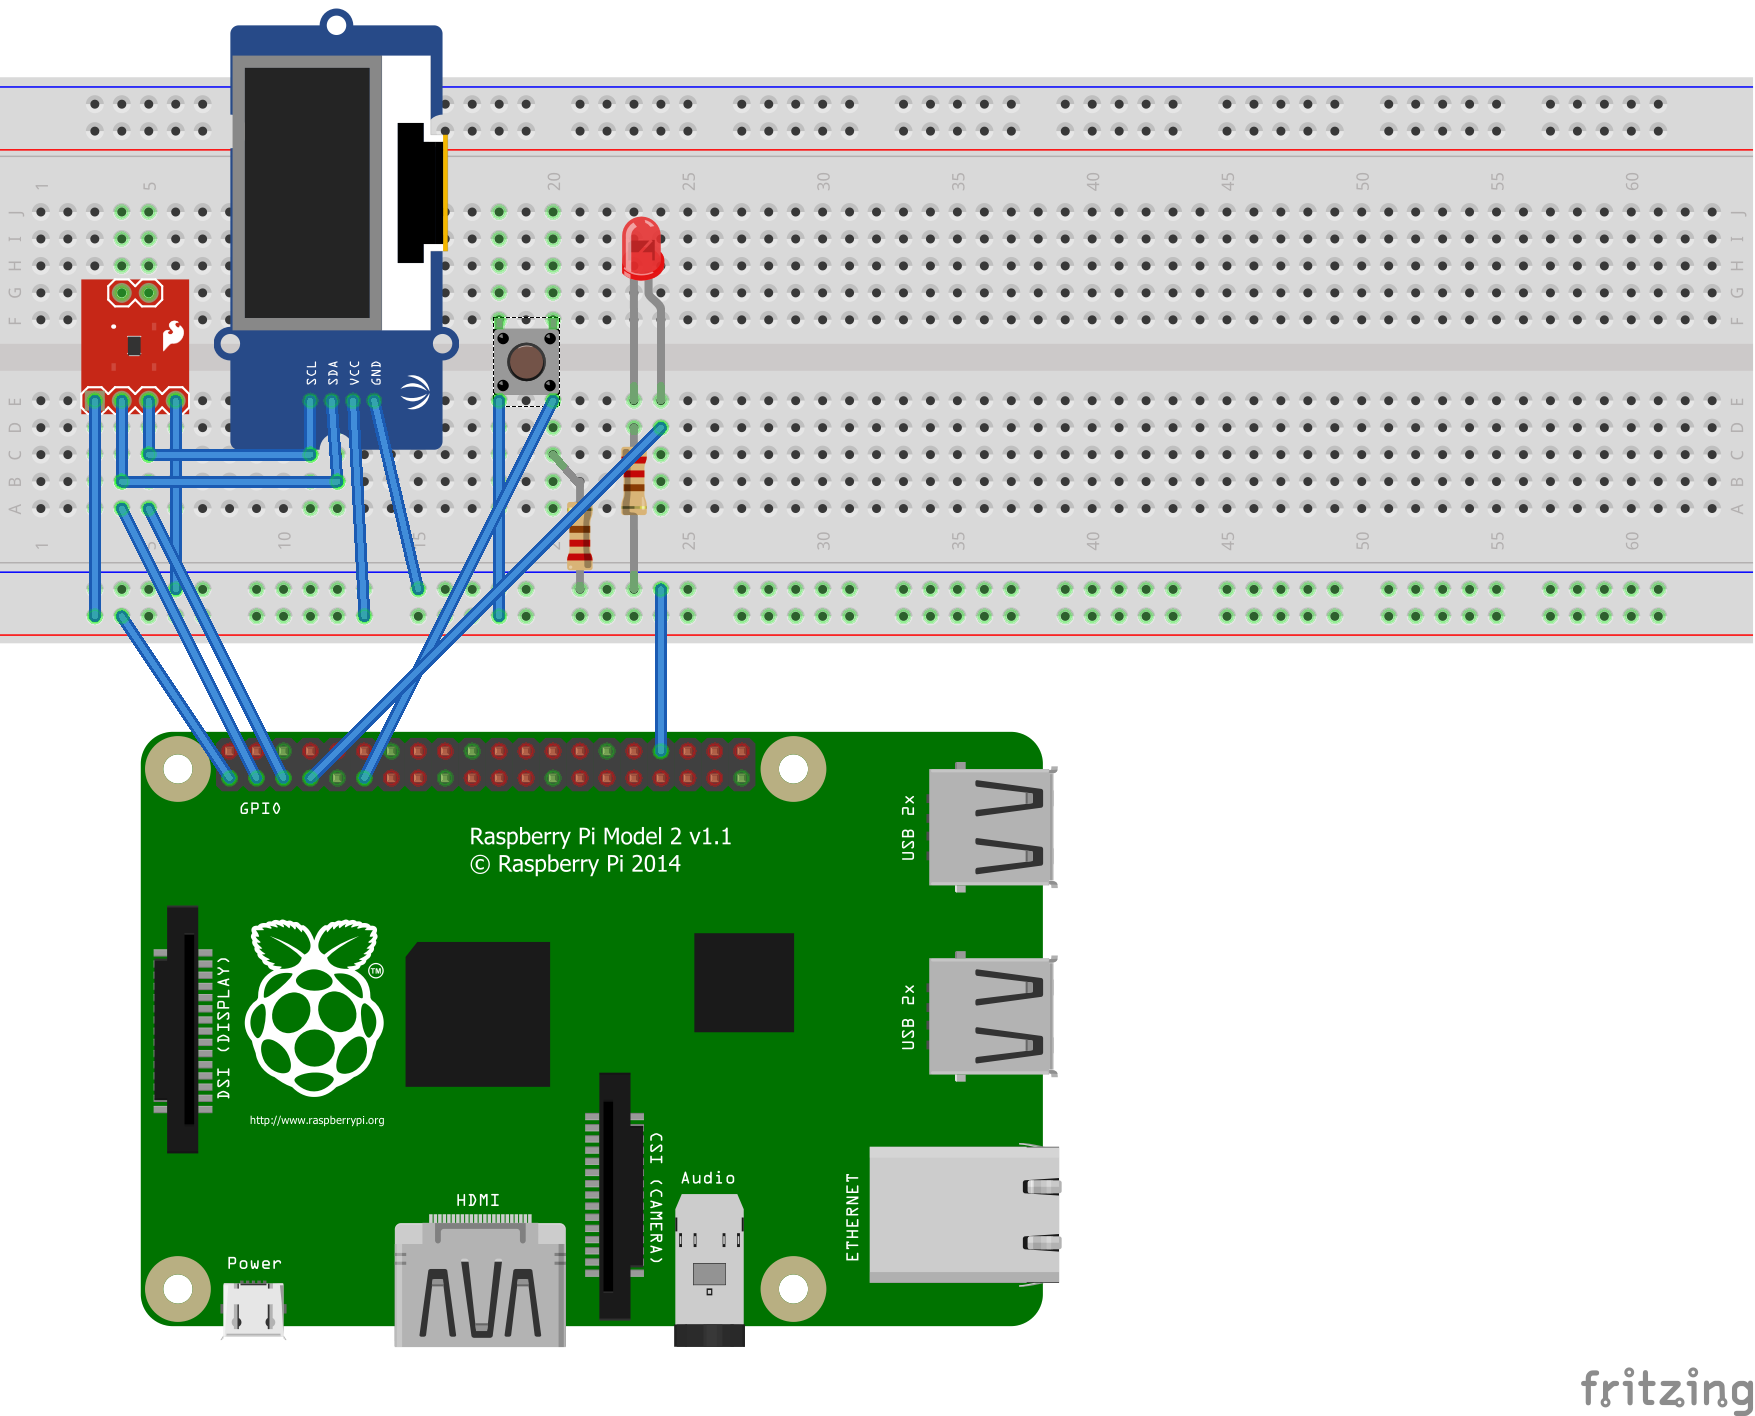 1 5 20 25 30 35 40 45 50 55 60
J J
I I
H H
G G
F F
SCL SDA VCC GND
E E
D D
C C
B B
A A
1 5 10 15 25 30 35 40 45 50 55 60
GPIO
Raspberry Pi Model 2 v1.1
© Raspberry Pi 2014
USB 2x
TM
DSI (DISPLAY)
USB 2x
http://www.raspberrypi.org
CSI (CAMERA)
Audio
ETHERNET
HDMI
Power
fritzing